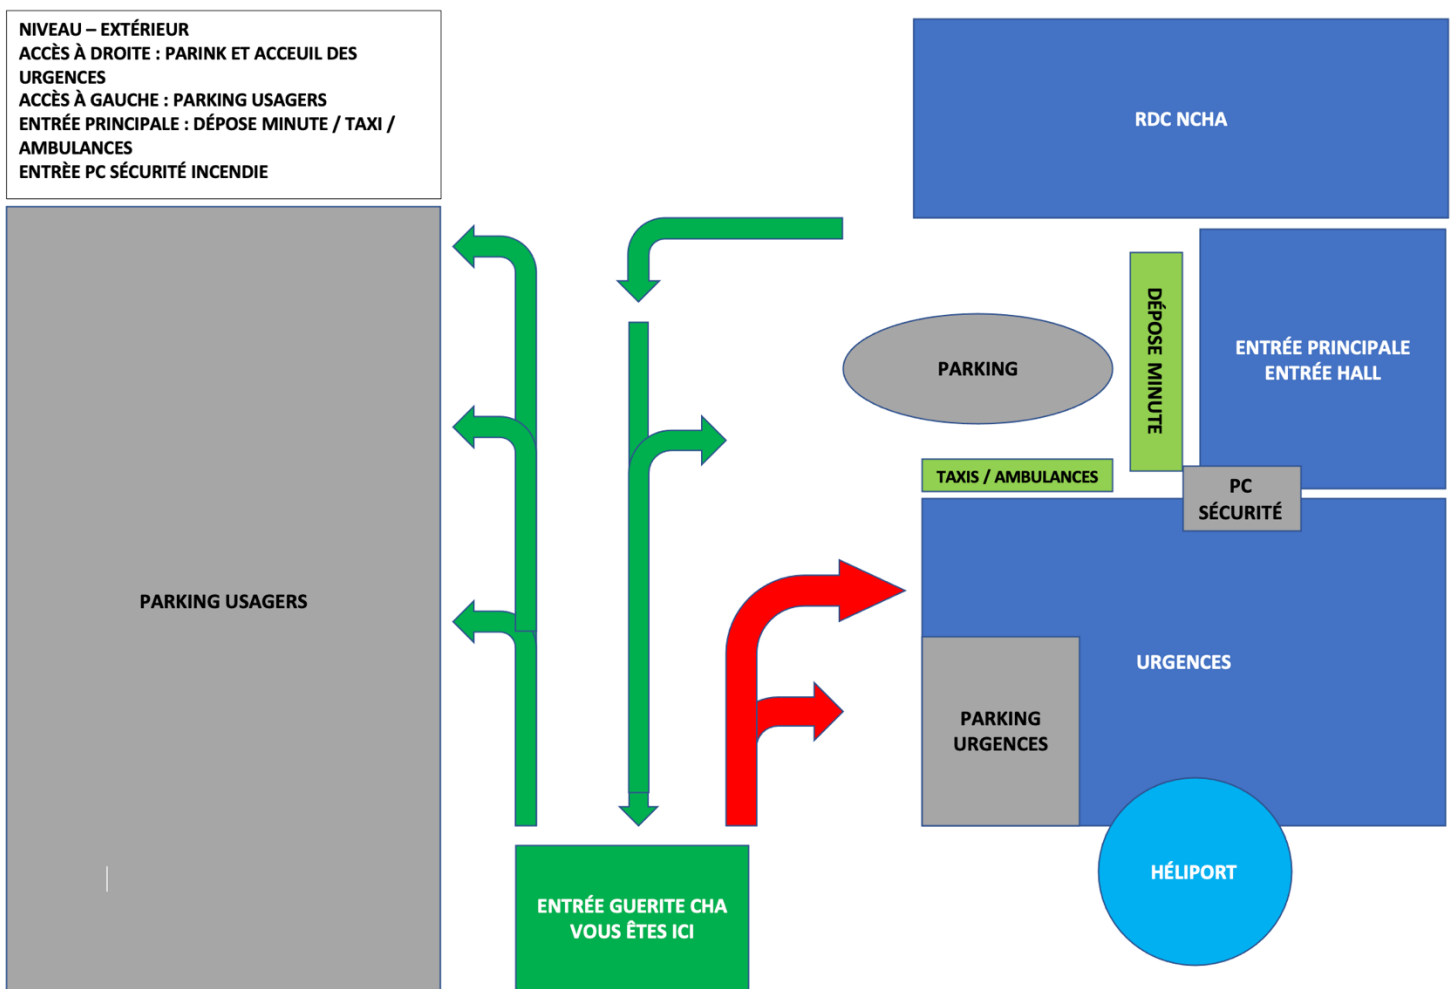 NIVEAU – EXTÉRIEUR
ACCÈS À DROITE : PARINK ET ACCEUIL DES
URGENCES
ACCÈS À GAUCHE : PARKING USAGERS
ENTRÉE PRINCIPALE : DÉPOSE MINUTE / TAXI /
AMBULANCES
ENTRÈE PC SÉCURITÉ INCENDIE
RDC NCHA
DÉPOSE MINUTE
ENTRÉE PRINCIPALE
ENTRÉE HALL
PARKING
TAXIS / AMBULANCES
PC
SÉCURITÉ
PARKING USAGERS
URGENCES
PARKING
URGENCES
HÉLIPORT
ENTRÉE GUERITE CHA
VOUS ÊTES ICI